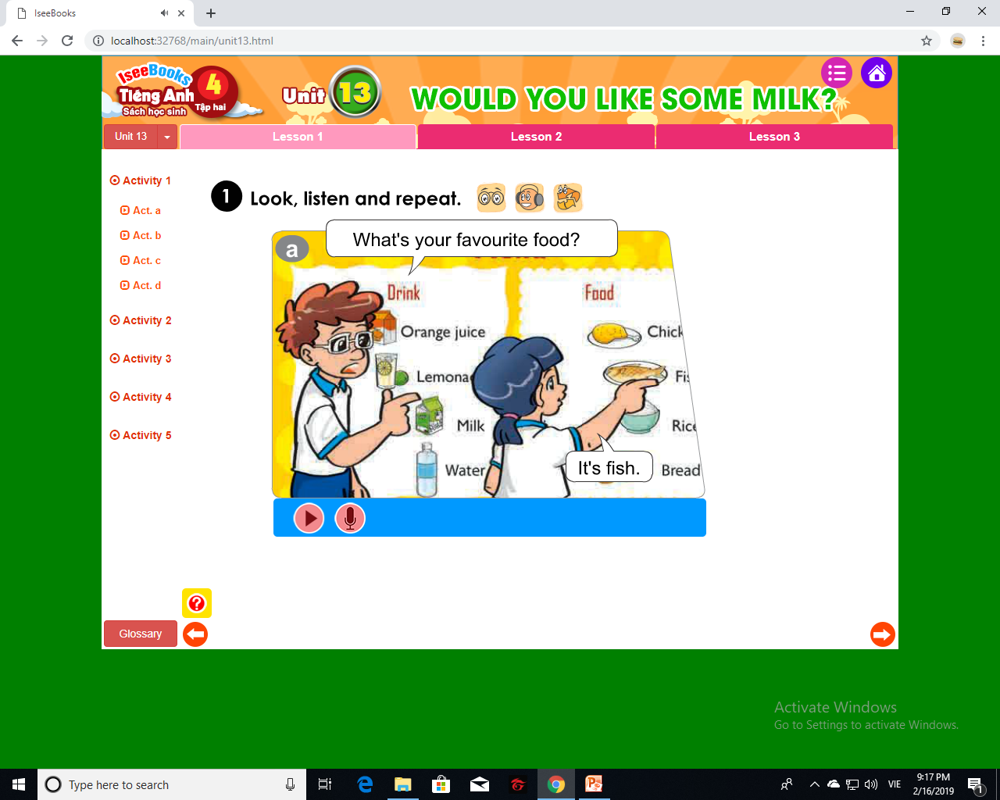 IseeBooks
localhost:32768/main/unit13.html
IseeBooks
Tiếng Anh 4
Sách học sinh Tập hai
Unit 13
WOULD YOU LIKE SOME MILK?
Unit 13
Lesson 1
Lesson 2
Lesson 3
Activity 1
Act. a
Act. b
Act. c
Act. d
Activity 2
Activity 3
Activity 4
Activity 5
1 Look, listen and repeat.
a
What's your favourite food?
Drink
Orange juice
Lemona
Milk
Water
Food
Chick
Fis
Rice
Bread
It's fish.
Glossary
Activate Windows
Go to Settings to activate Windows.
Type here to search
VIE
9:17 PM
2/16/2019
1